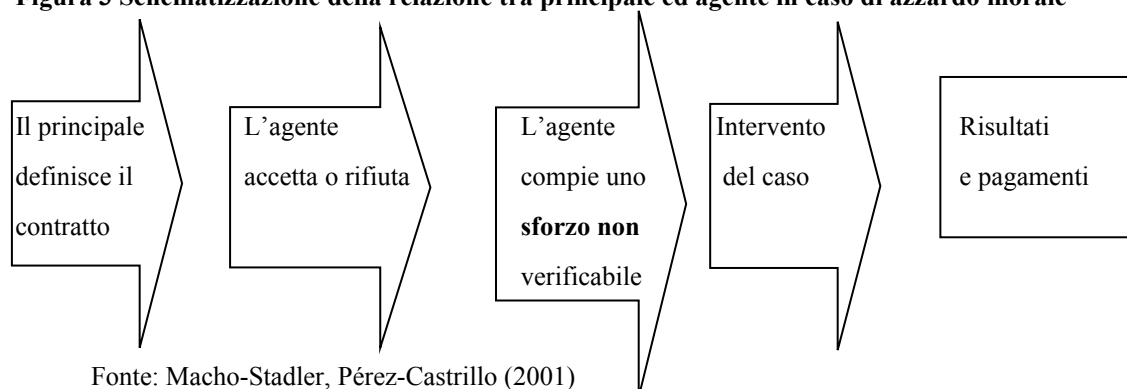 Figura 3 Schematizzazione della relazione tra principale ed agente in caso di azzardo morale
Il principale
definisce il
contratto
L’agente
accetta o rifiuta
L’agente
compie uno
sforzo non
verificabile
Intervento
del caso
Risultati
e pagamenti
Fonte: Macho-Stadler, Pérez-Castrillo (2001)